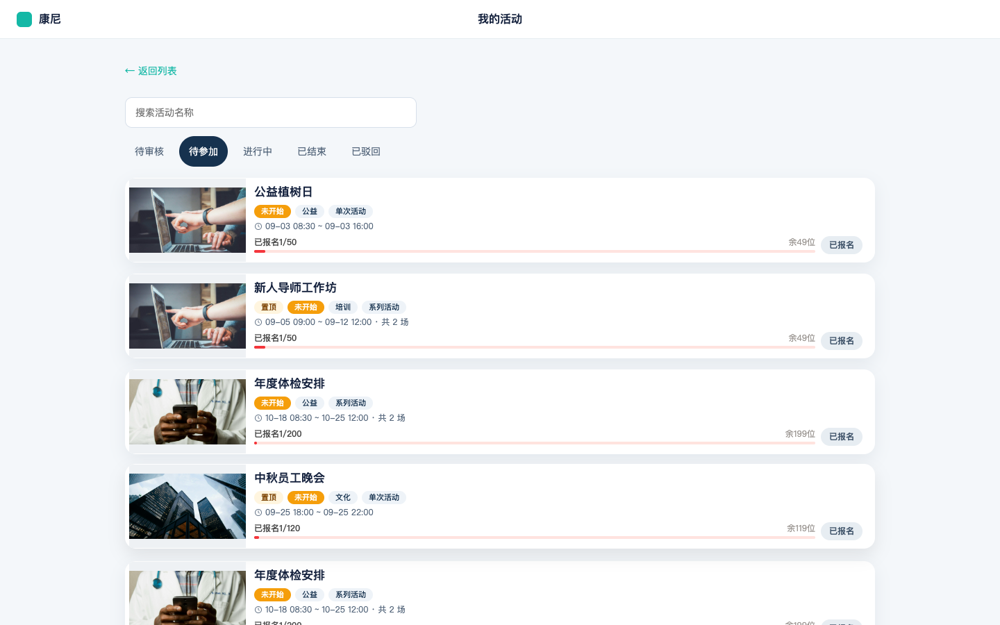 康尼
我的活动
← 返回列表
搜索活动名称
待审核 待参加 进行中 已结束 已驳回
公益植树日
未开始 公益 单次活动
09-03 08:30 ~ 09-03 16:00
已报名1/50 余49位 已报名
新人导师工作坊
置顶 未开始 培训 系列活动
09-05 09:00 ~ 09-12 12:00 · 共 2 场
已报名1/50 余49位 已报名
年度体检安排
未开始 公益 系列活动
10-18 08:30 ~ 10-25 12:00 · 共 2 场
已报名1/200 余199位 已报名
中秋员工晚会
置顶 未开始 文化 单次活动
09-25 18:00 ~ 09-25 22:00
已报名1/120 余119位 已报名
年度体检安排
未开始 公益 系列活动
10-18 08:30 ~ 10-25 12:00 · 共 2 场